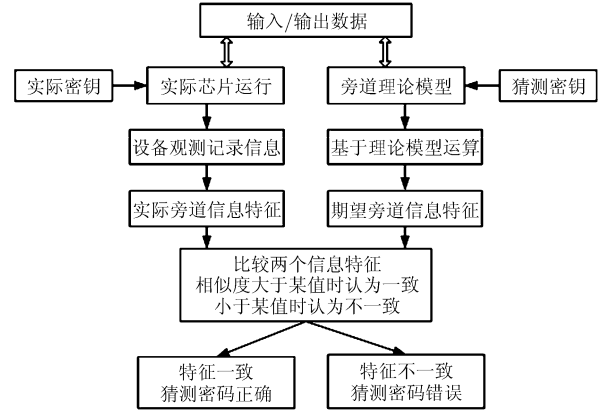 输入/输出数据
实际密钥
实际芯片运行
旁道理论模型
猜测密钥
设备观测记录信息
基于理论模型运算
实际旁道信息特征
期望旁道信息特征
比较两个信息特征
相似度大于某值时认为一致
小于某值时认为不一致
特征一致
猜测密码正确
特征不一致
猜测密码错误